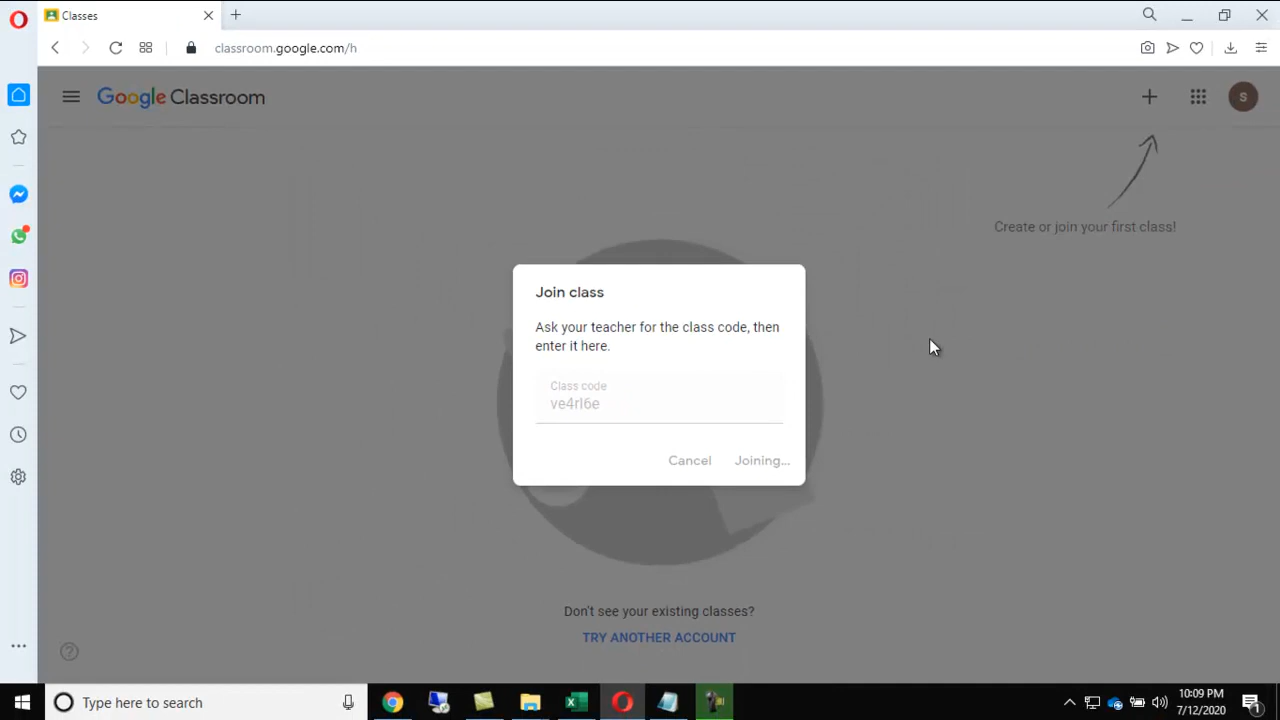 Classes
classroom.google.com/h
Google Classroom
S
Create or join your first class!
Join class
Ask your teacher for the class code, then
enter it here.
Class code
ve4rl6e
Cancel
Joining...
Don't see your existing classes?
TRY ANOTHER ACCOUNT
Type here to search
10:09 PM
7/12/2020
1